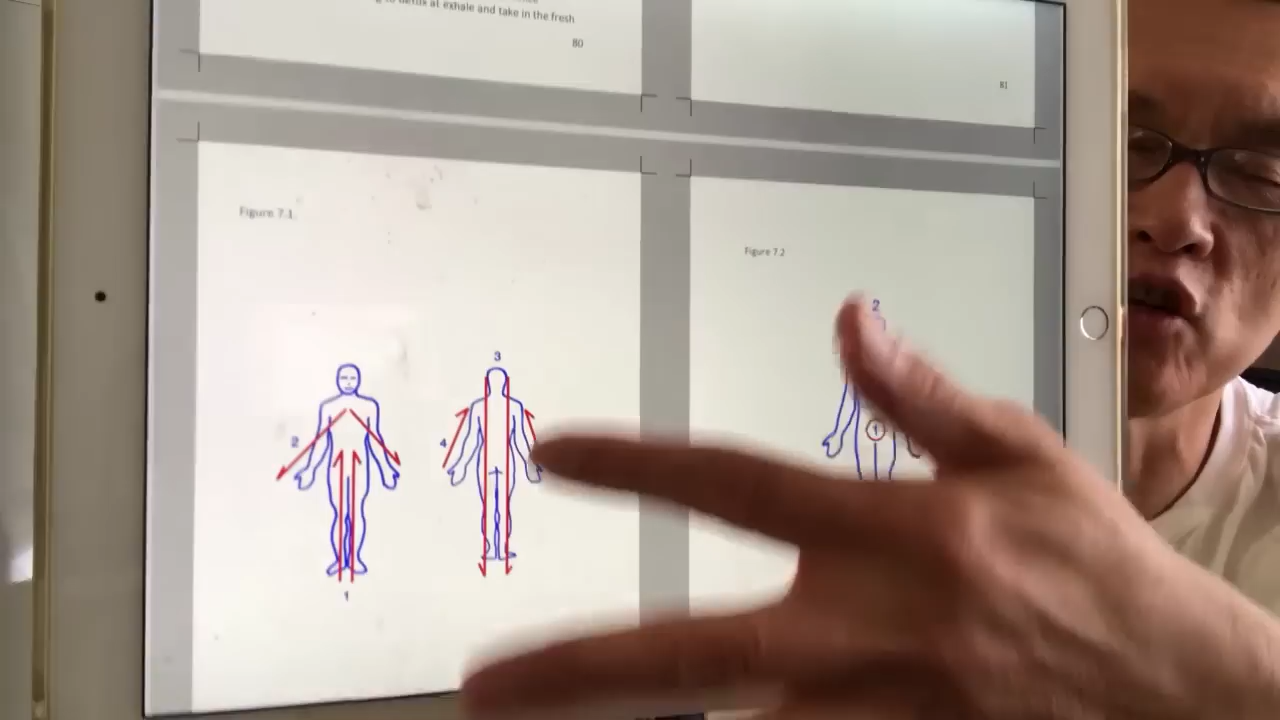 at exhale and take in the fresh
80
81
Figure 7.1
Figure 7.2
2
3
2
4
1
1